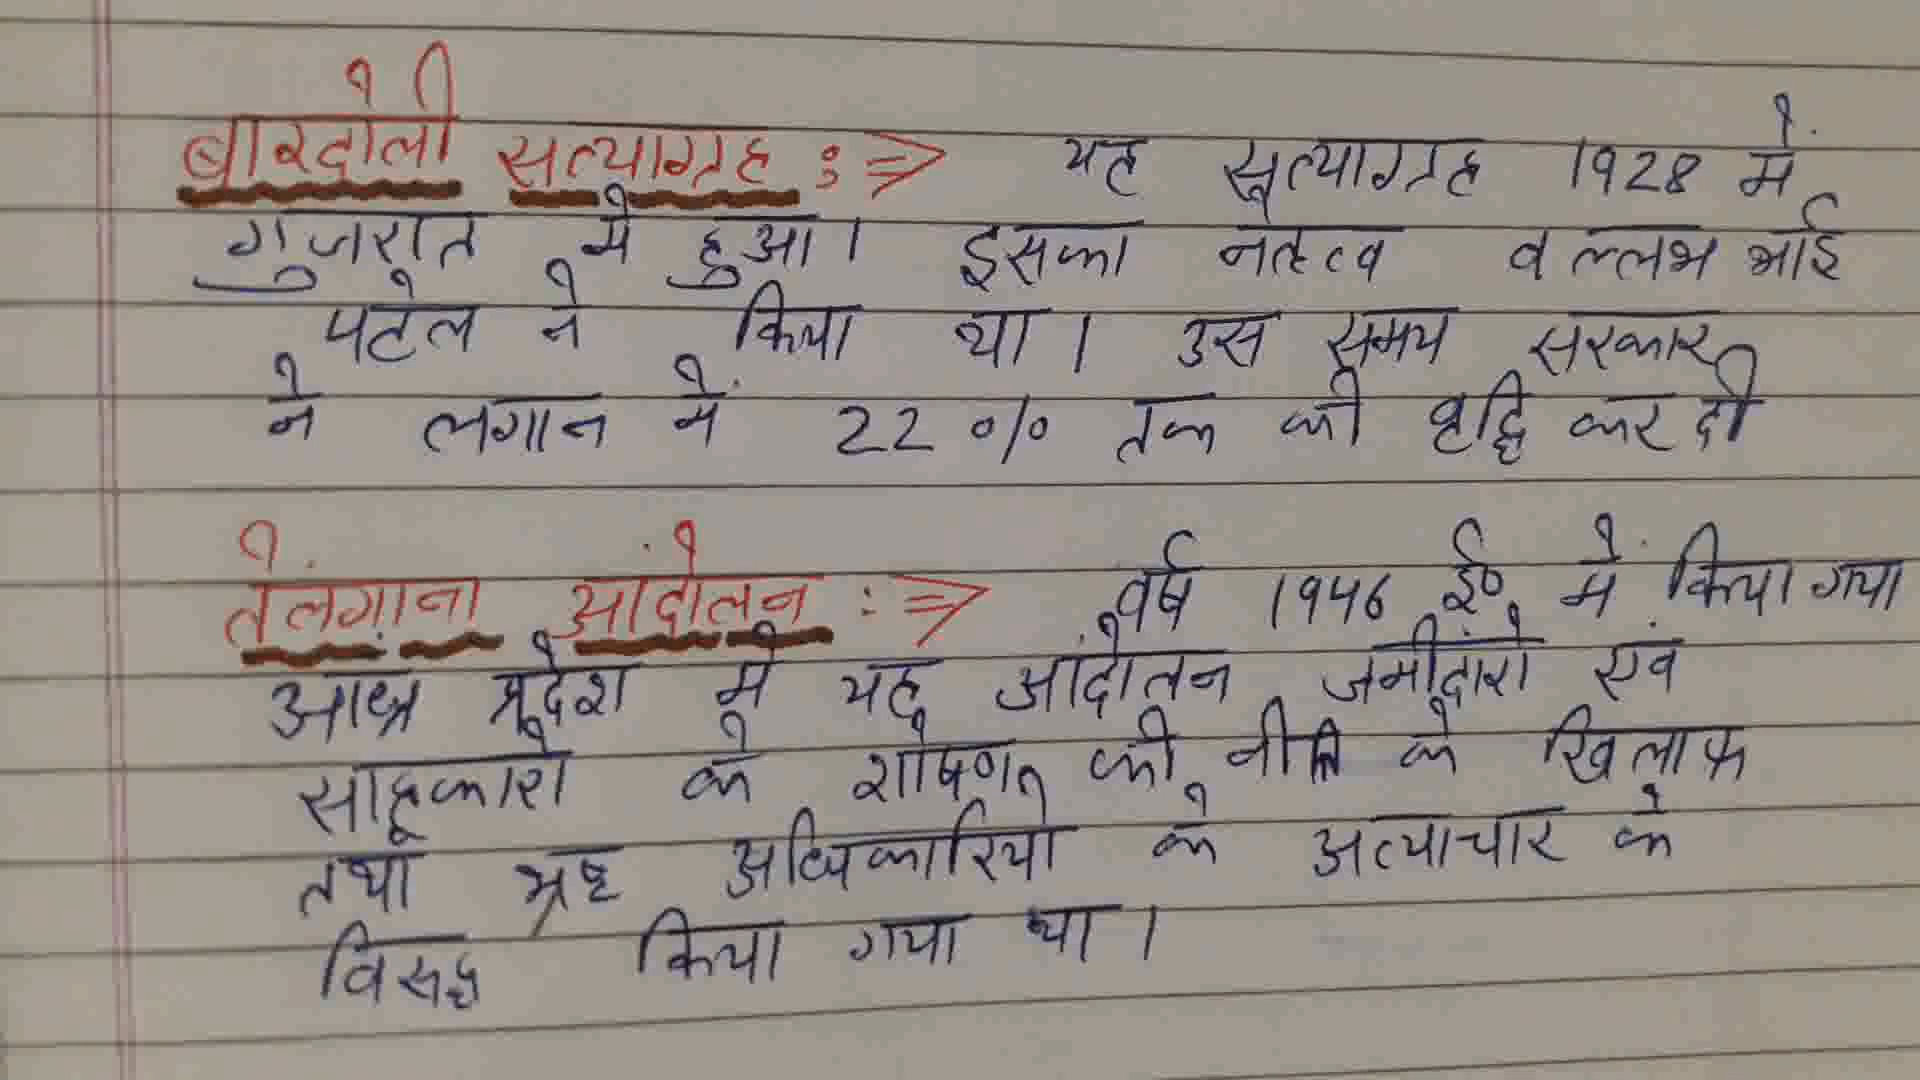 बारदोली सत्याग्रह :⇒ यह सत्याग्रह 1928 में
गुजरात में हुआ। इसका नेतृत्व वल्लभ भाई
पटेल ने किया था। उस समय सरकार
ने लगान में 22% तक की वृद्धि कर दी
तेलंगाना आंदोलन :⇒ वर्ष 1946 ई० में किया गया
आन्ध्र प्रदेश में यह आंदोलन जमींदारों एवं
साहूकारों के शोषण की नीति के खिलाफ
तथा भ्रष्ट अधिकारियों के अत्याचार के
विरुद्ध किया गया था।